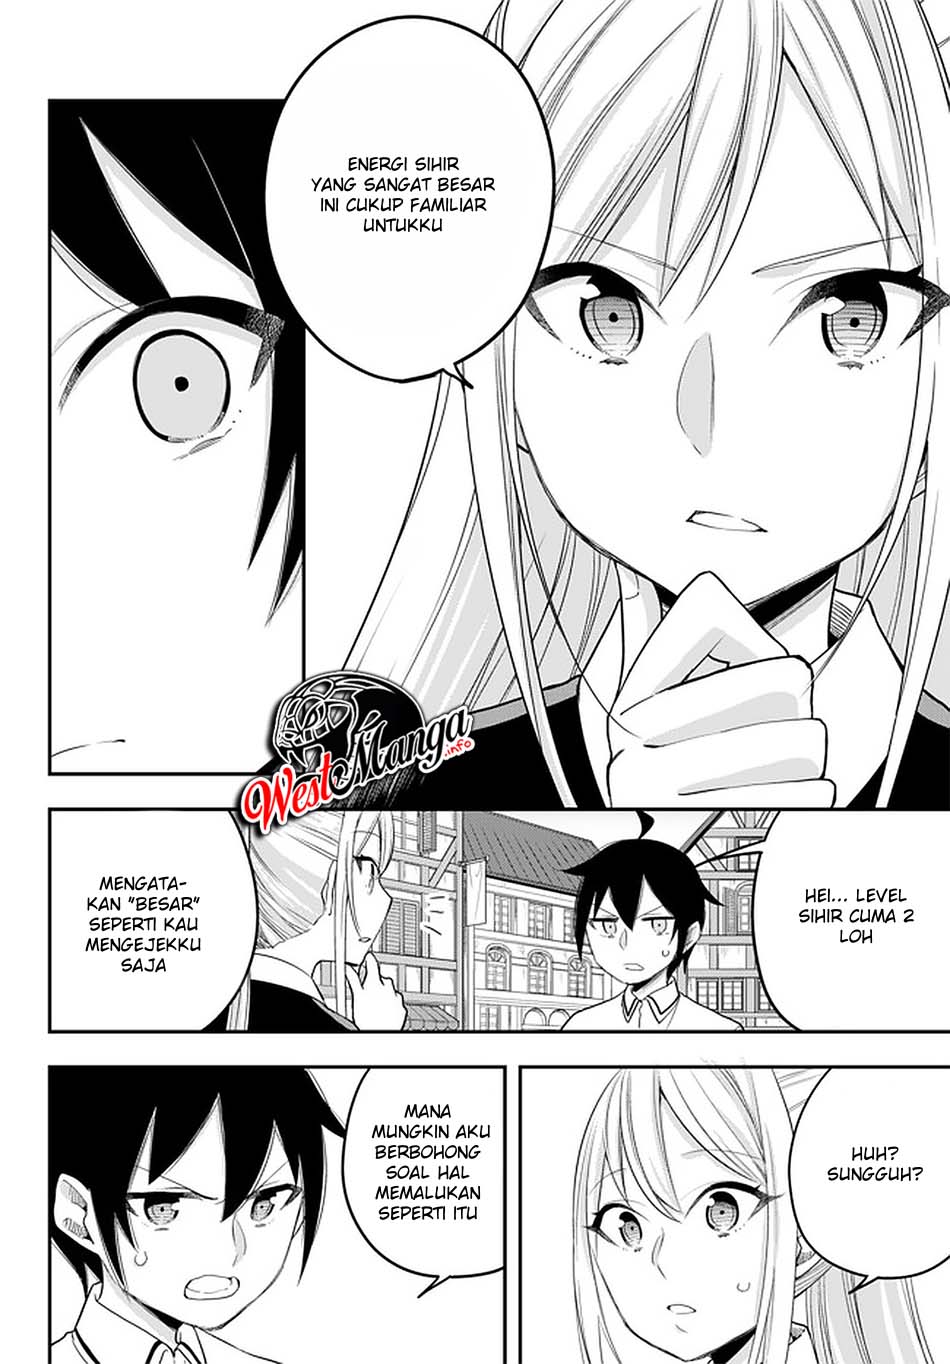 ENERGI SIHIR
YANG SANGAT BESAR
INI CUKUP FAMILIAR
UNTUKKU
WestManga
.info
HEI... LEVEL
SIHIR CUMA 2
LOH
MENGATA-
KAN "BESAR"
SEPERTI KAU
MENGEJEKKU
SAJA
HUH?
SUNGGUH?
MANA
MUNGKIN AKU
BERBOHONG
SOAL HAL
MEMALUKAN
SEPERTI ITU